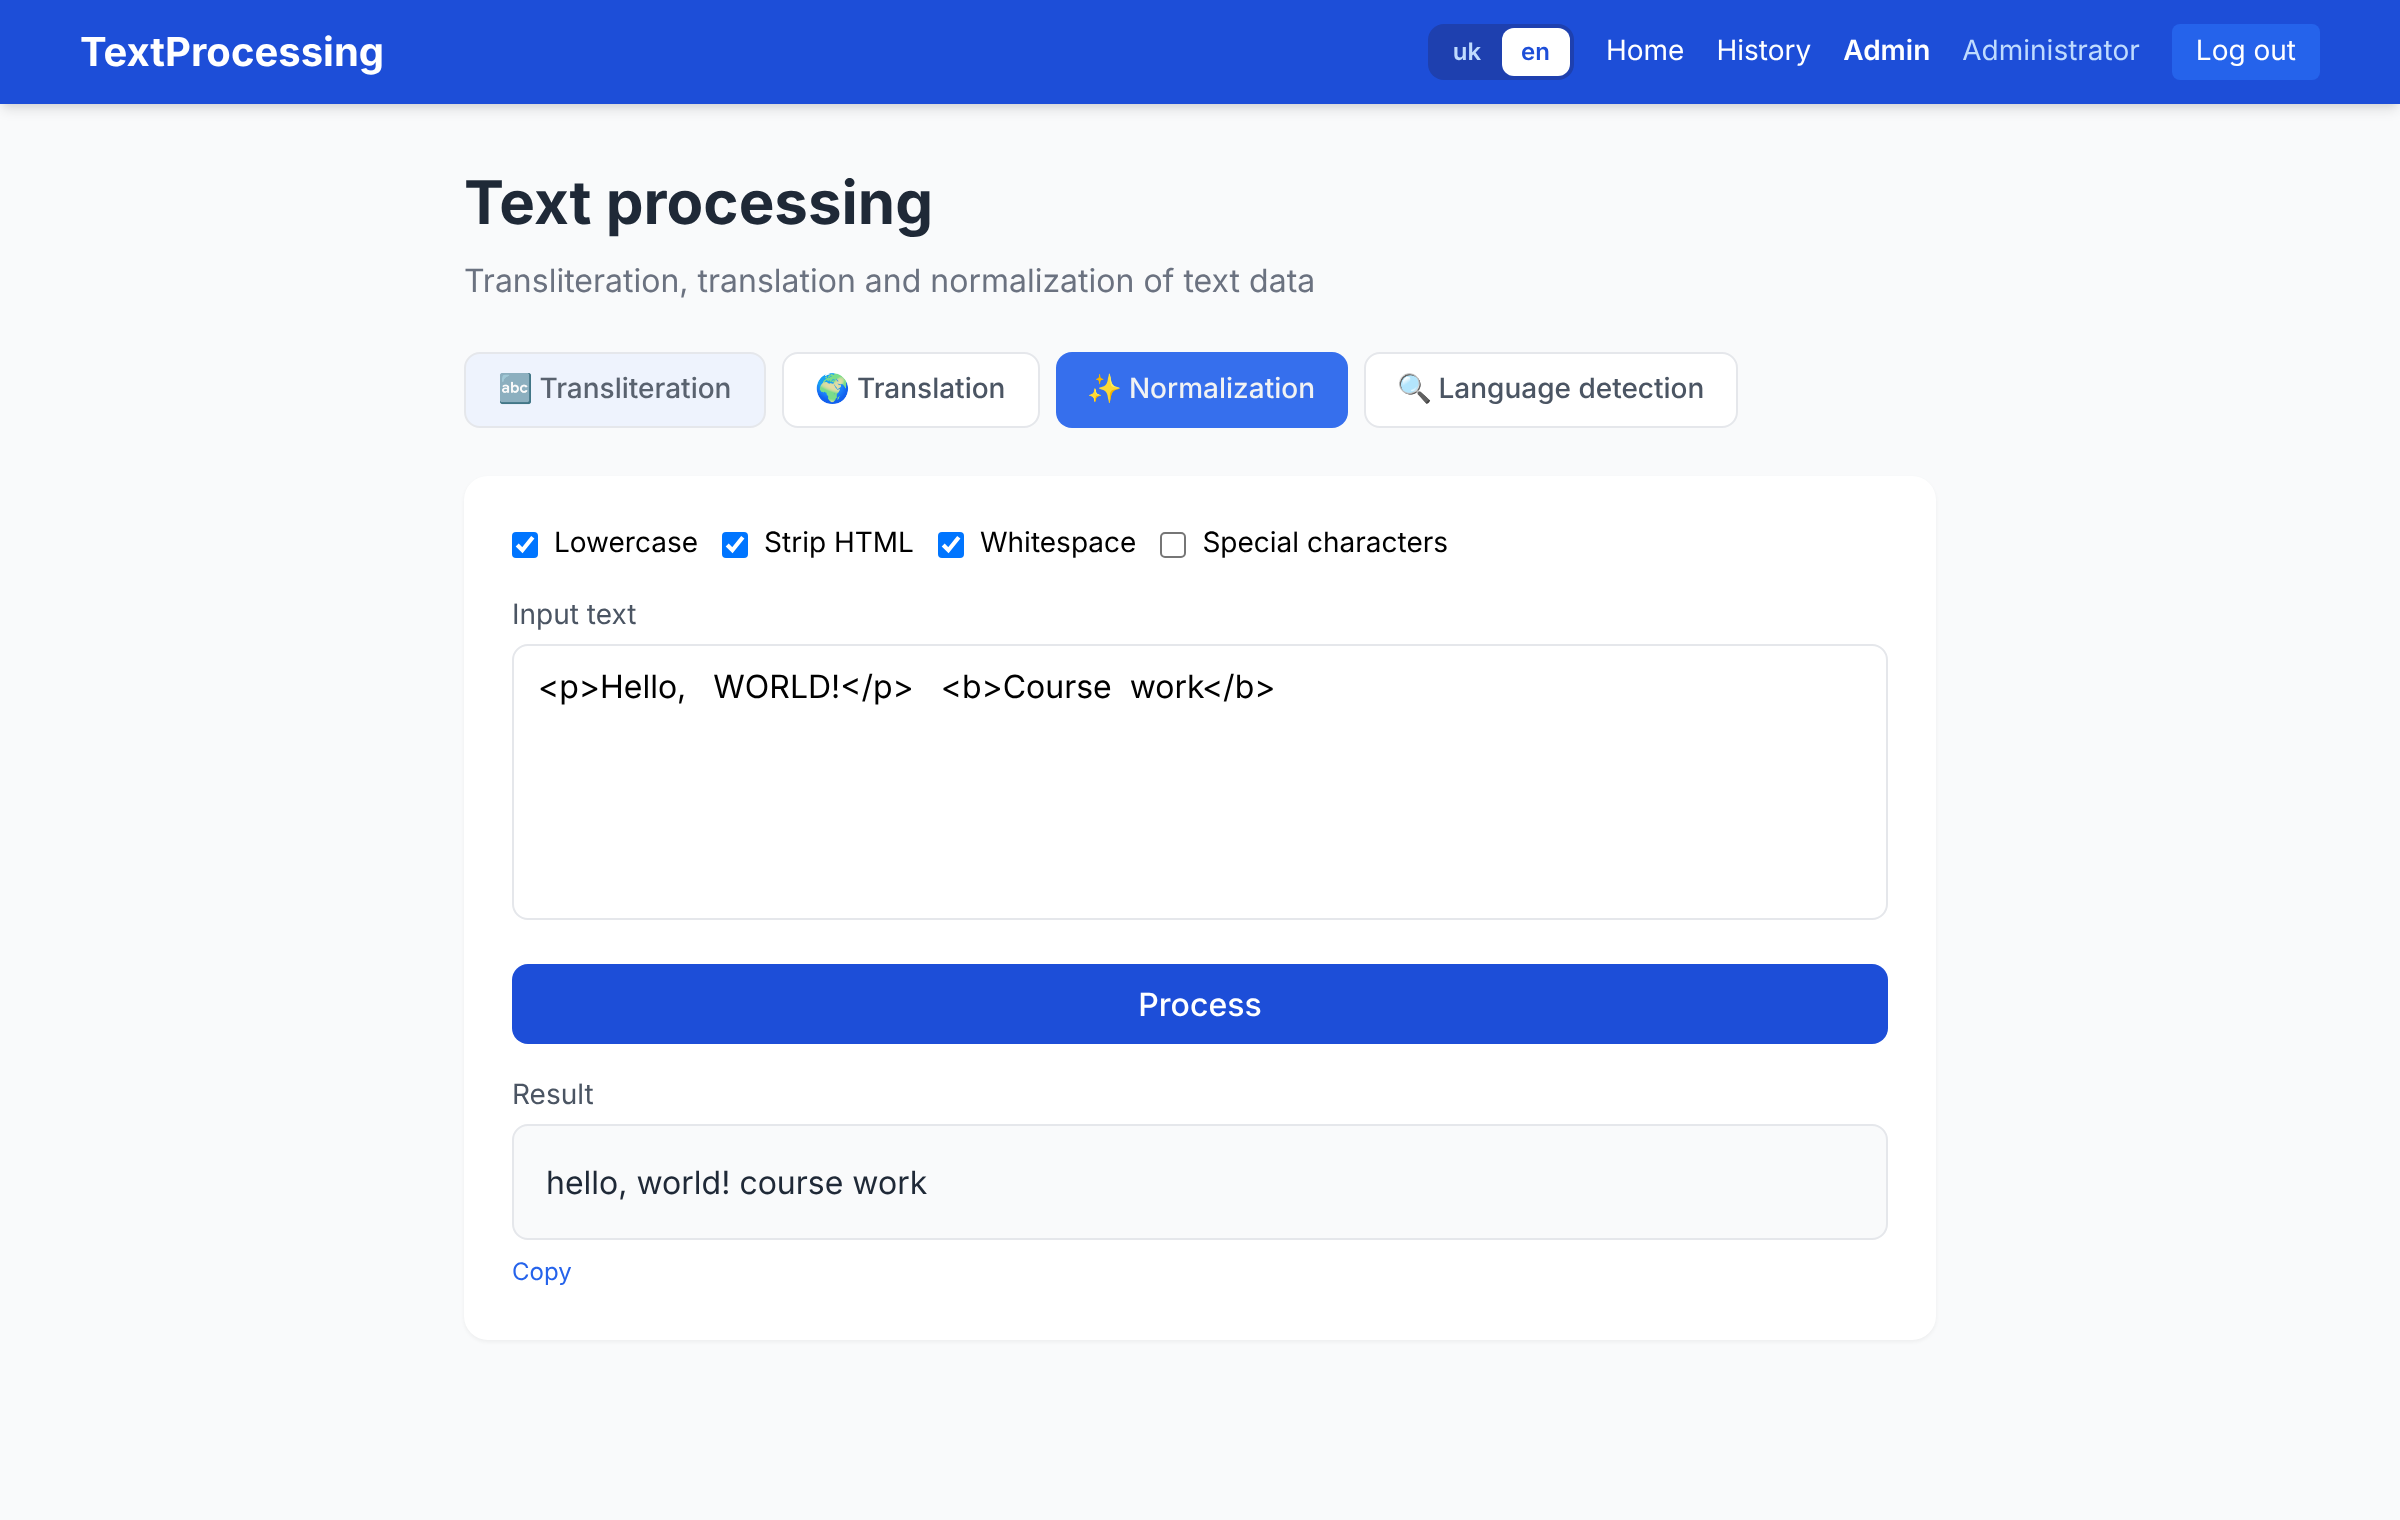 TextProcessing uk en Home History Admin Administrator Log out
Text processing
Transliteration, translation and normalization of text data
abc Transliteration Translation Normalization Language detection
Lowercase Strip HTML Whitespace Special characters
Input text
<p>Hello,   WORLD!</p>   <b>Course  work</b>
Process
Result
hello, world! course work
Copy